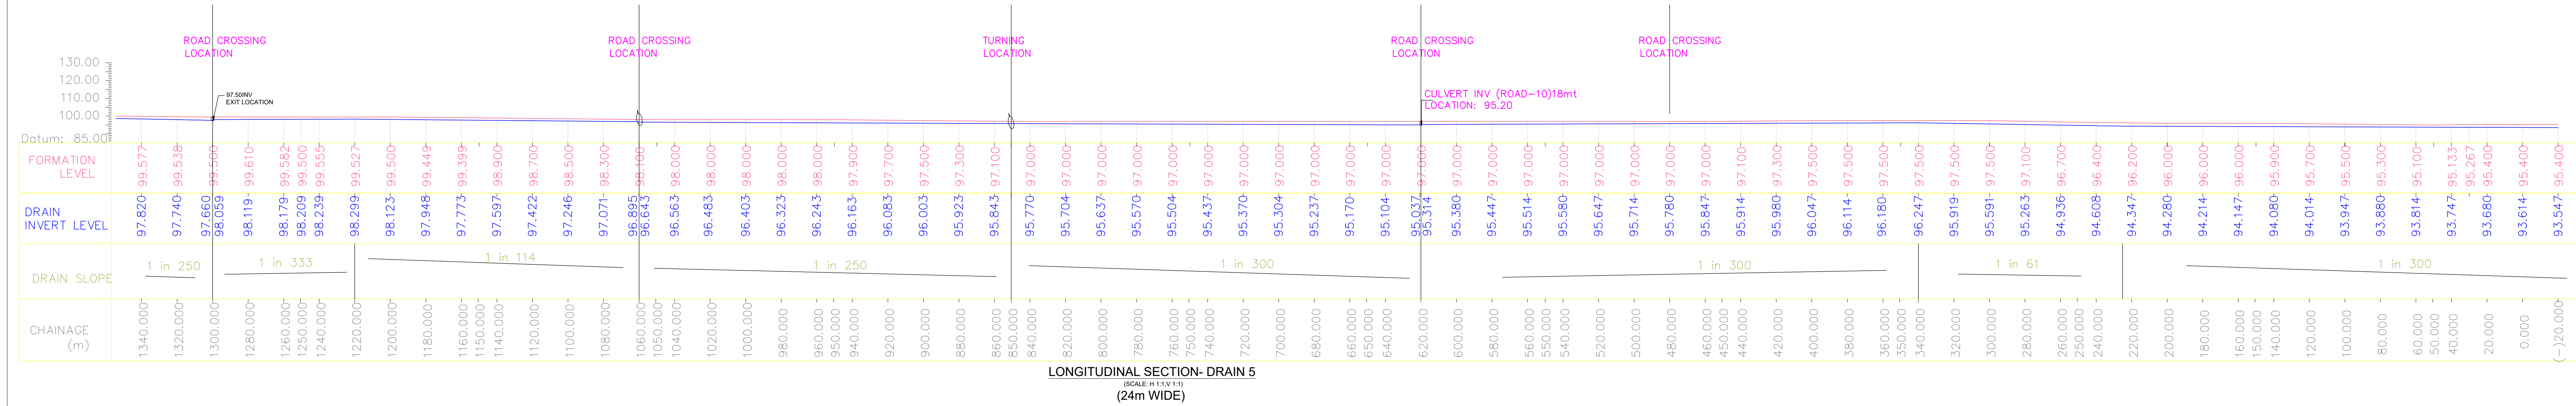 ROAD CROSSING
LOCATION
ROAD CROSSING
LOCATION
TURNING
LOCATION
ROAD CROSSING
LOCATION
ROAD CROSSING
LOCATION
130.00
120.00
110.00
100.00
Datum: 85.00
97.50INV
EXIT LOCATION
CULVERT INV (ROAD-10)18mt
LOCATION: 95.20
FORMATION
LEVEL
99.577 99.538 99.500 99.610 99.582 99.500 99.555 99.527 99.500 99.449 99.399 98.900 98.700 98.500 98.300 98.100 98.000 98.000 98.000 98.000 98.000 97.900 97.700 97.500 97.300 97.100 97.000 97.000 97.000 97.000 97.000 97.000 97.000 97.000 97.000 97.000 97.000 97.000 97.000 97.000 97.000 97.000 97.000 97.000 97.000 97.000 97.100 97.300 97.500 97.500 97.500 97.500 97.500 97.500 97.100 96.700 96.400 96.200 96.000 96.000 96.000 95.900 95.700 95.500 95.300 95.100 95.133 95.267 95.400 95.400 95.400
DRAIN
INVERT LEVEL
97.820 97.740 97.660 98.059 98.119 98.179 98.209 98.239 98.299 98.123 97.948 97.773 97.597 97.422 97.246 97.071 96.895 96.643 96.563 96.483 96.403 96.323 96.243 96.163 96.083 96.003 95.923 95.843 95.770 95.704 95.637 95.570 95.504 95.437 95.370 95.304 95.237 95.170 95.104 95.037 95.314 95.380 95.447 95.514 95.580 95.647 95.714 95.780 95.847 95.914 95.980 96.047 96.114 96.180 96.247 95.919 95.591 95.263 94.936 94.608 94.347 94.280 94.214 94.147 94.080 94.014 93.947 93.880 93.814 93.747 93.680 93.614 93.547
DRAIN SLOPE
1 in 250
1 in 333
1 in 114
1 in 250
1 in 300
1 in 300
1 in 61
1 in 300
CHAINAGE
(m)
1340.000 1320.000 1300.000 1280.000 1260.000 1250.000 1240.000 1220.000 1200.000 1180.000 1160.000 1150.000 1140.000 1120.000 1100.000 1080.000 1060.000 1050.000 1040.000 1020.000 1000.000 980.000 960.000 950.000 940.000 920.000 900.000 880.000 860.000 850.000 840.000 820.000 800.000 780.000 760.000 750.000 740.000 720.000 700.000 680.000 660.000 650.000 640.000 620.000 600.000 580.000 560.000 550.000 540.000 520.000 500.000 480.000 460.000 450.000 440.000 420.000 400.000 380.000 360.000 350.000 340.000 320.000 300.000 280.000 260.000 250.000 240.000 220.000 200.000 180.000 160.000 150.000 140.000 120.000 100.000 80.000 60.000 50.000 40.000 20.000 0.000 (-)20.000
LONGITUDINAL SECTION- DRAIN 5
(SCALE: H 1:1,V 1:1)
(24m WIDE)